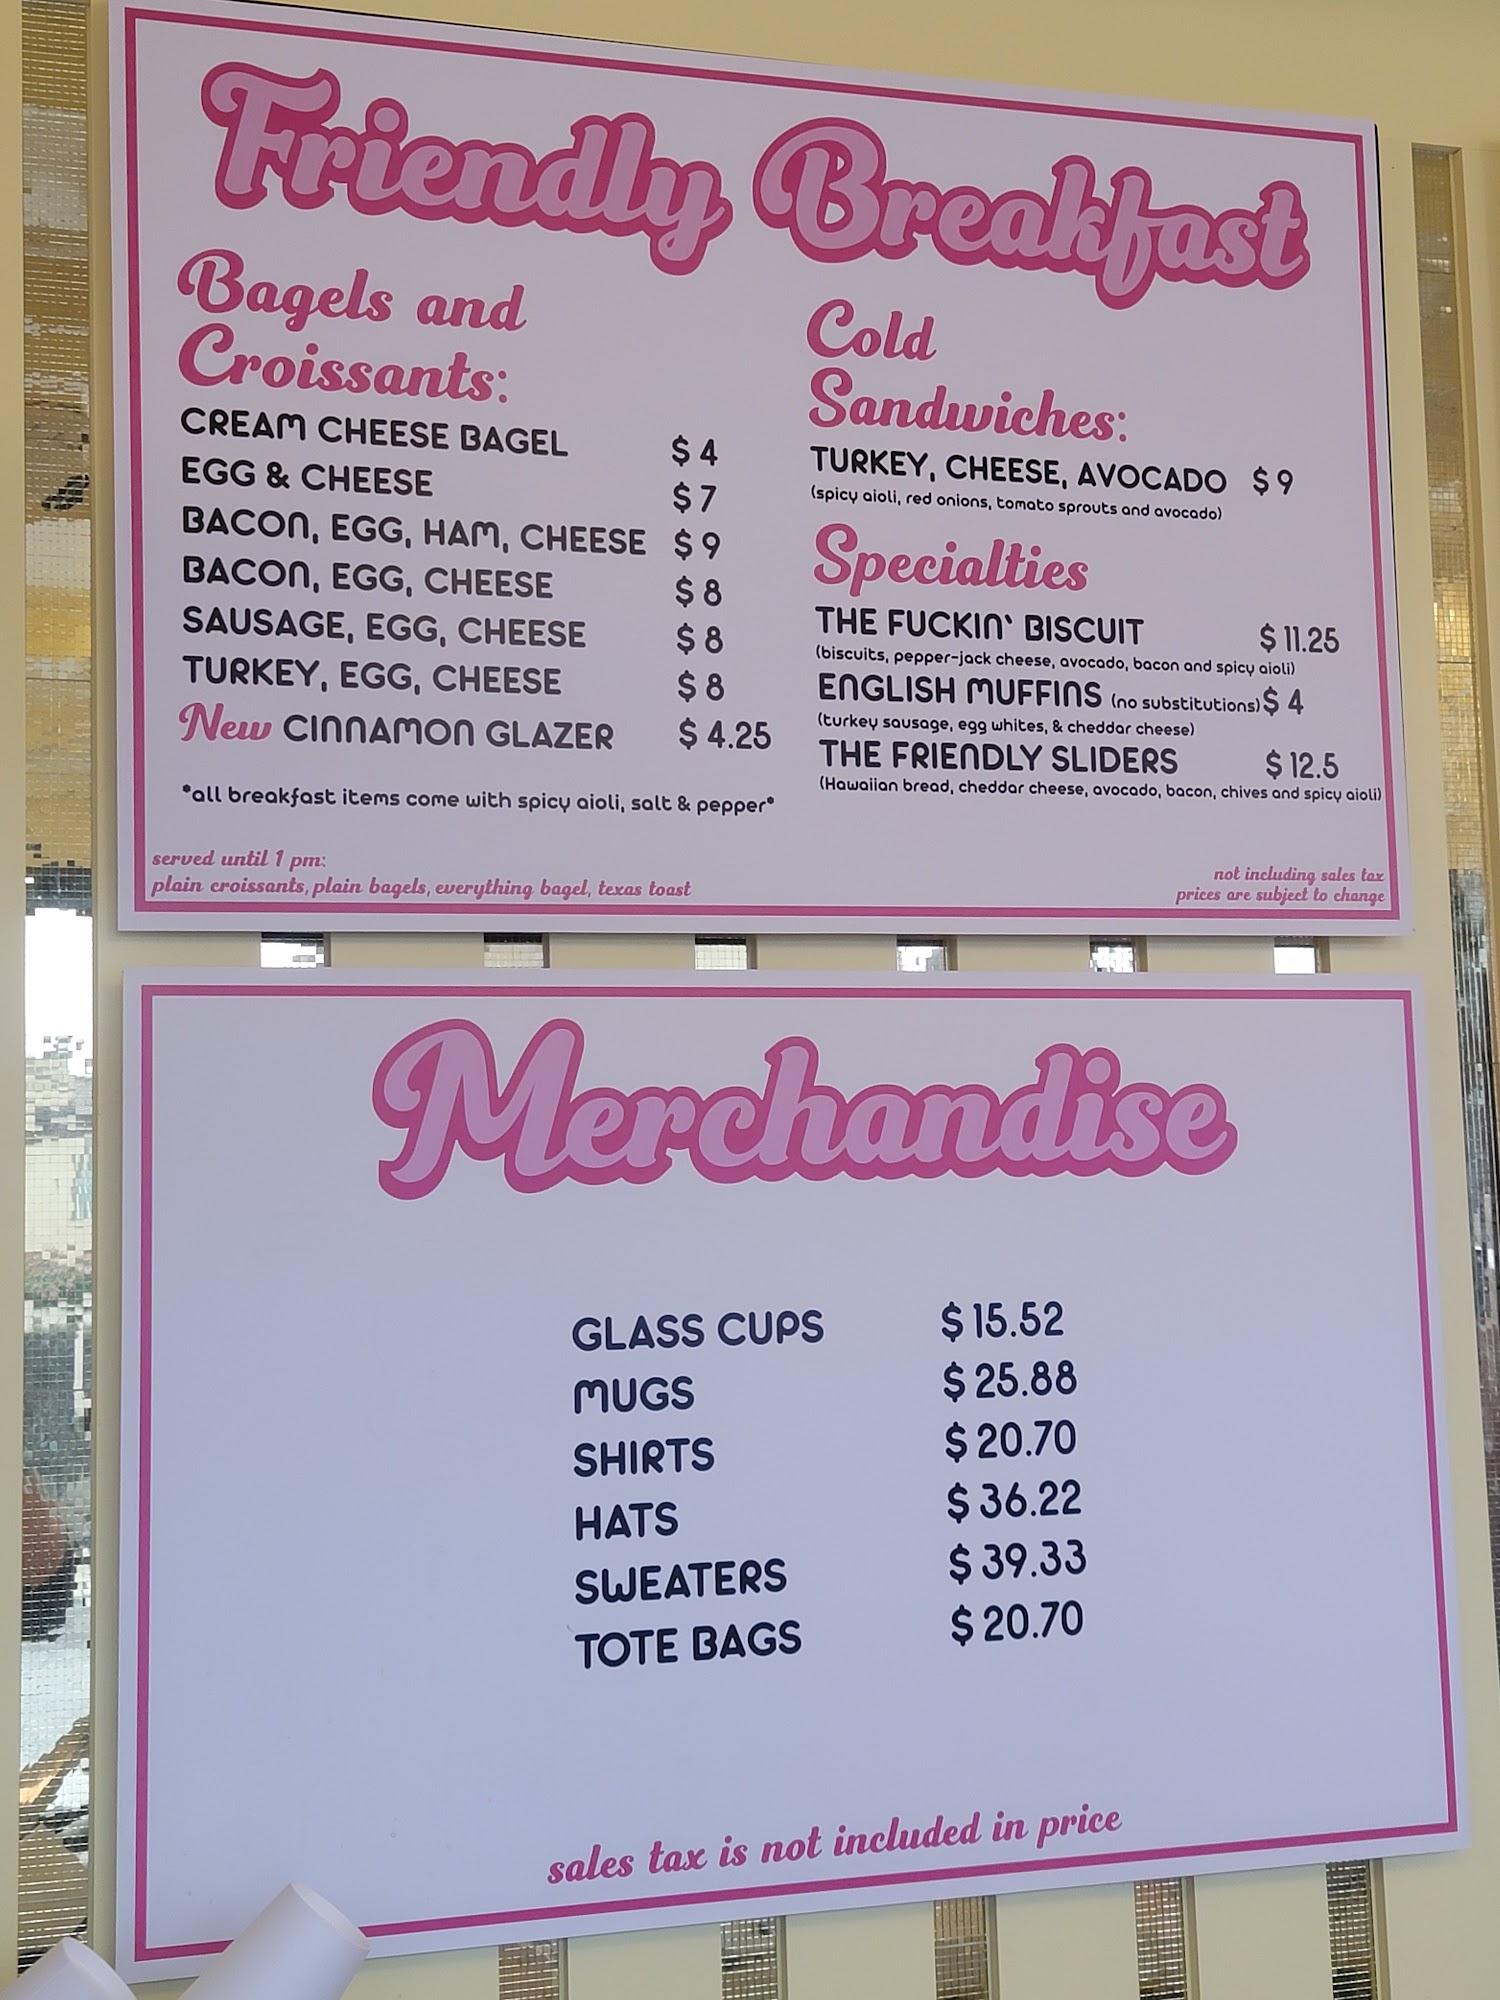 Friendly Breakfast
Bagels and
Croissants:
CREAM CHEESE BAGEL $4
EGG & CHEESE $7
BACON, EGG, HAM, CHEESE $9
BACON, EGG, CHEESE $8
SAUSAGE, EGG, CHEESE $8
TURKEY, EGG, CHEESE $8
New CINNAMON GLAZER $4.25
*all breakfast items come with spicy aioli, salt & pepper*
served until 1 pm:
plain croissants, plain bagels, everything bagel, texas toast
Cold
Sandwiches:
TURKEY, CHEESE, AVOCADO $9
(spicy aioli, red onions, tomato sprouts and avocado)
Specialties
THE FUCKIN' BISCUIT $11.25
(biscuits, pepper-jack cheese, avocado, bacon and spicy aioli)
ENGLISH MUFFINS (no substitutions) $4
(turkey sausage, egg whites, & cheddar cheese)
THE FRIENDLY SLIDERS $12.5
(Hawaiian bread, cheddar cheese, avocado, bacon, chives and spicy aioli)
not including sales tax
prices are subject to change
Merchandise
GLASS CUPS $15.52
MUGS $25.88
SHIRTS $20.70
HATS $36.22
SWEATERS $39.33
TOTE BAGS $20.70
sales tax is not included in price